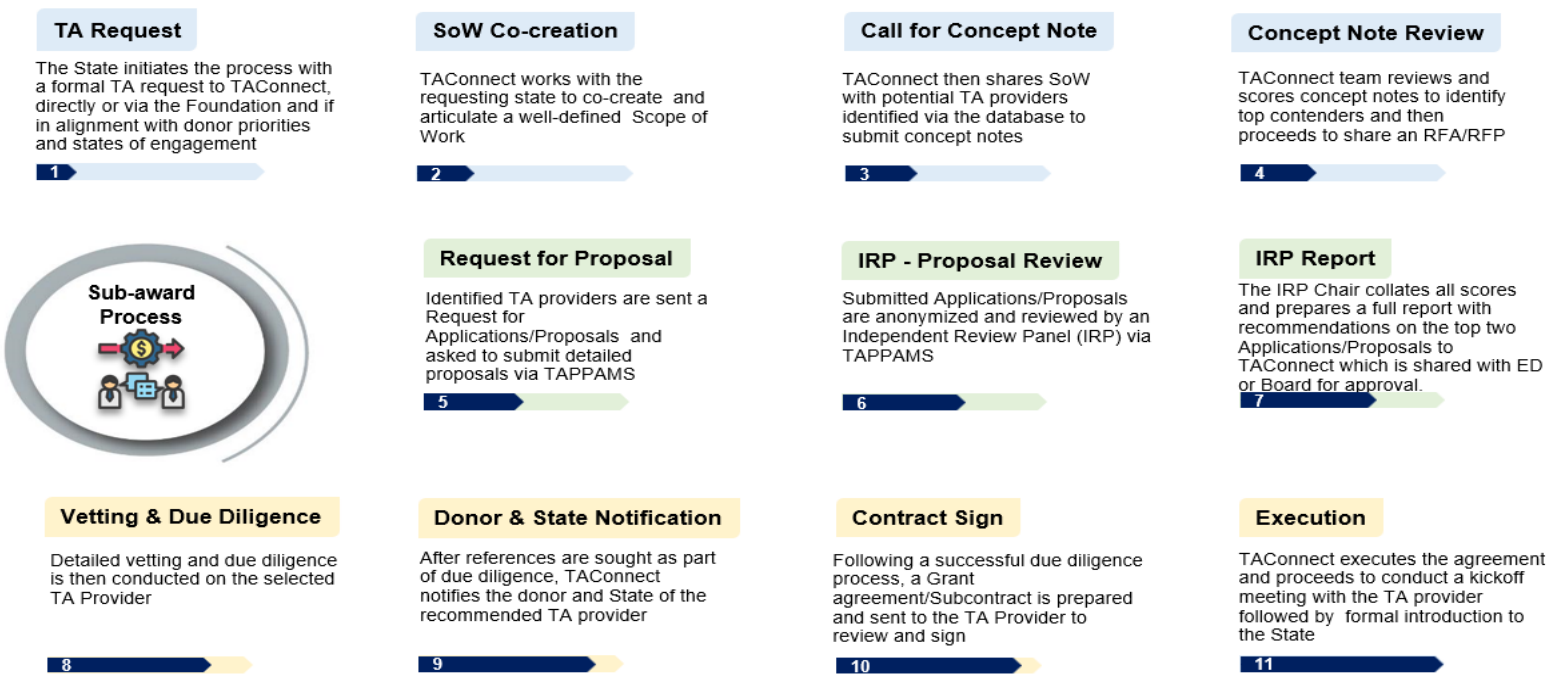 TA Request
The State initiates the process with
a formal TA request to TAConnect,
directly or via the Foundation and if
in alignment with donor priorities
and states of engagement
1
SoW Co-creation
TAConnect works with the
requesting state to co-create and
articulate a well-defined Scope of
Work
2
Call for Concept Note
TAConnect then shares SoW
with potential TA providers
identified via the database to
submit concept notes
3
Concept Note Review
TAConnect team reviews and
scores concept notes to identify
top contenders and then
proceeds to share an RFA/RFP
4
Sub-award
Process
Request for Proposal
Identified TA providers are sent a
Request for
Applications/Proposals and
asked to submit detailed
proposals via TAPPAMS
5
IRP - Proposal Review
Submitted Applications/Proposals
are anonymized and reviewed by an
Independent Review Panel (IRP) via
TAPPAMS
6
IRP Report
The IRP Chair collates all scores
and prepares a full report with
recommendations on the top two
Applications/Proposals to
TAConnect which is shared with ED
or Board for approval.
7
Vetting & Due Diligence
Detailed vetting and due diligence
is then conducted on the selected
TA Provider
8
Donor & State Notification
After references are sought as part
of due diligence, TAConnect
notifies the donor and State of the
recommended TA provider
9
Contract Sign
Following a successful due diligence
process, a Grant
agreement/Subcontract is prepared
and sent to the TA Provider to
review and sign
10
Execution
TAConnect executes the agreement
and proceeds to conduct a kickoff
meeting with the TA provider
followed by formal introduction to
the State
11